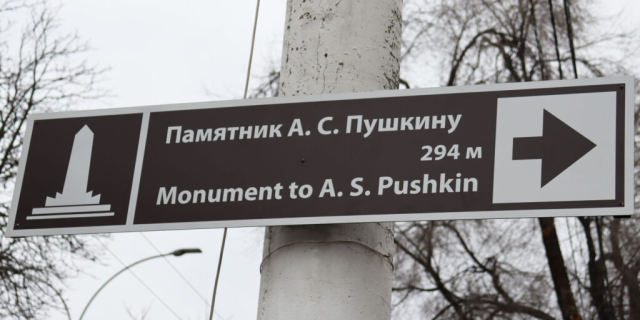 Памятник А. С. Пушкину
294 м
Monument to A. S. Pushkin